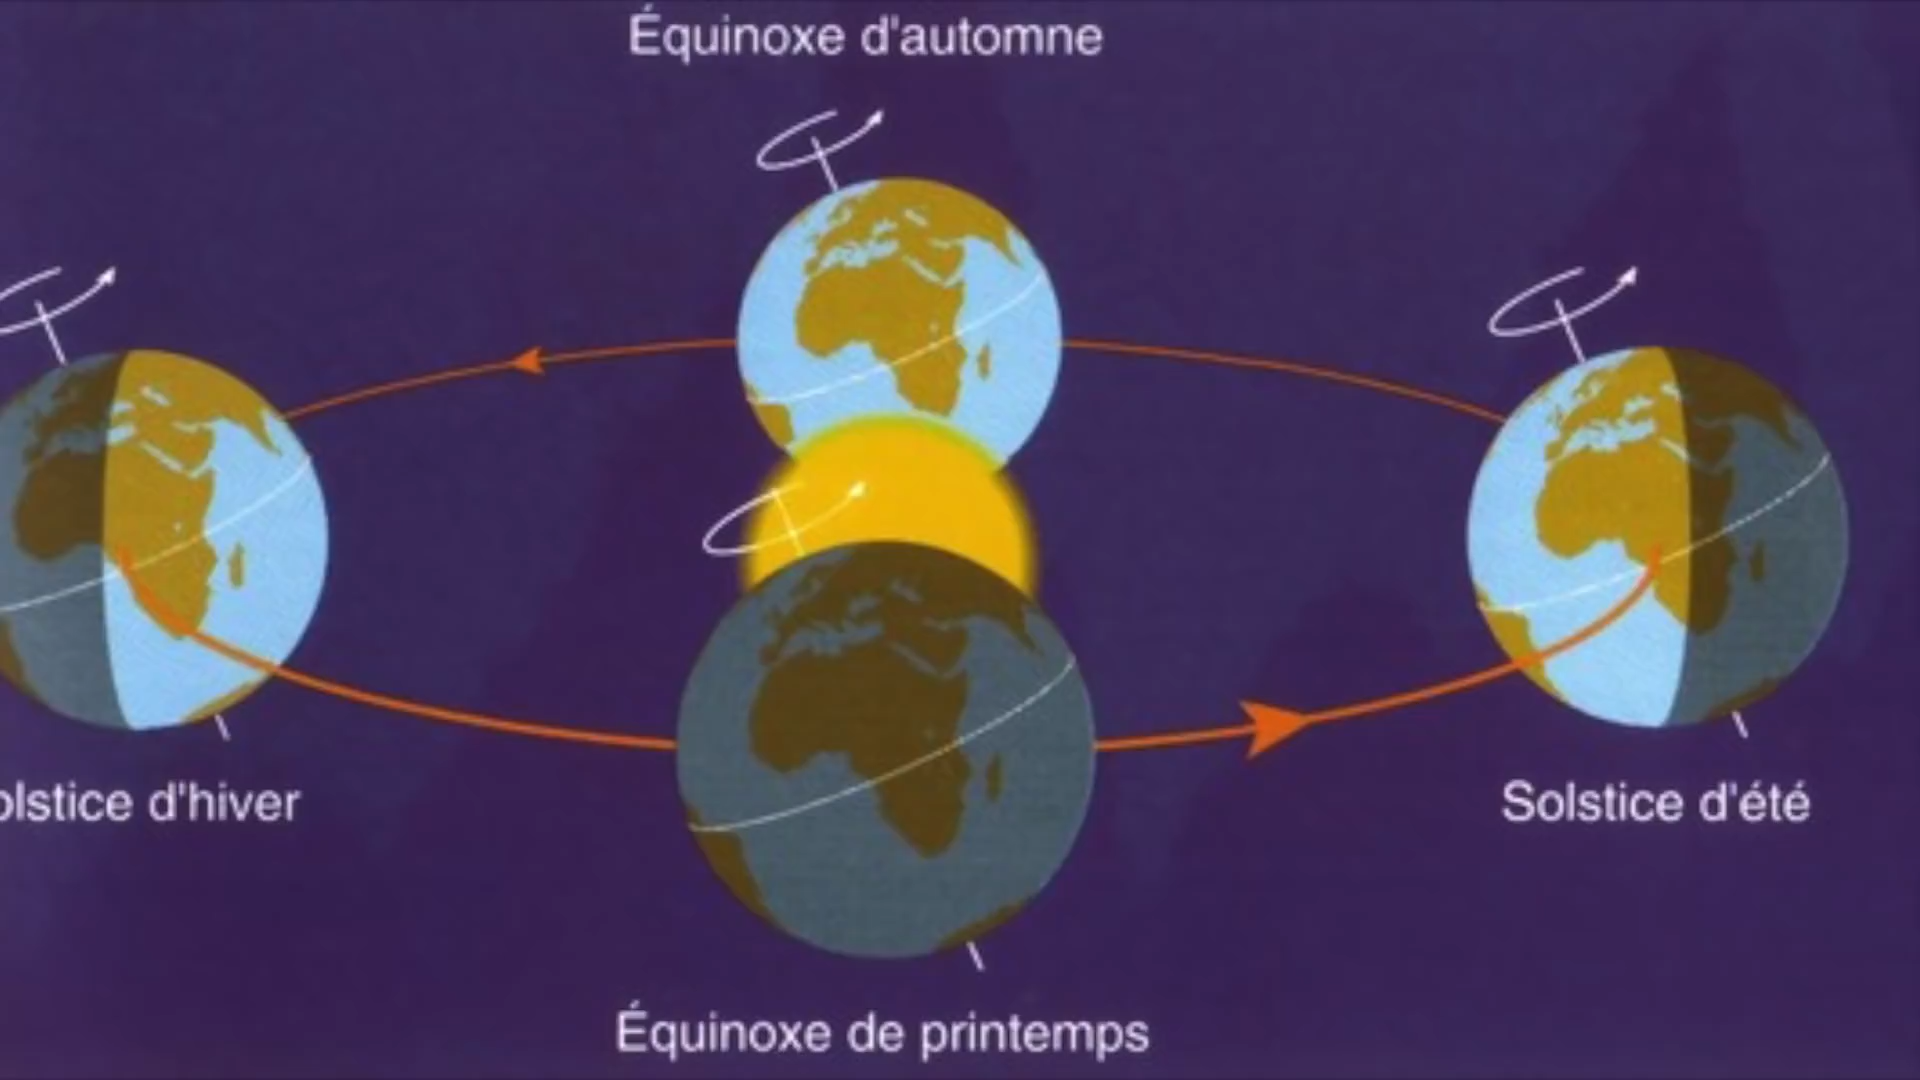 Équinoxe d'automne
olstice d'hiver
Solstice d'été
Équinoxe de printemps